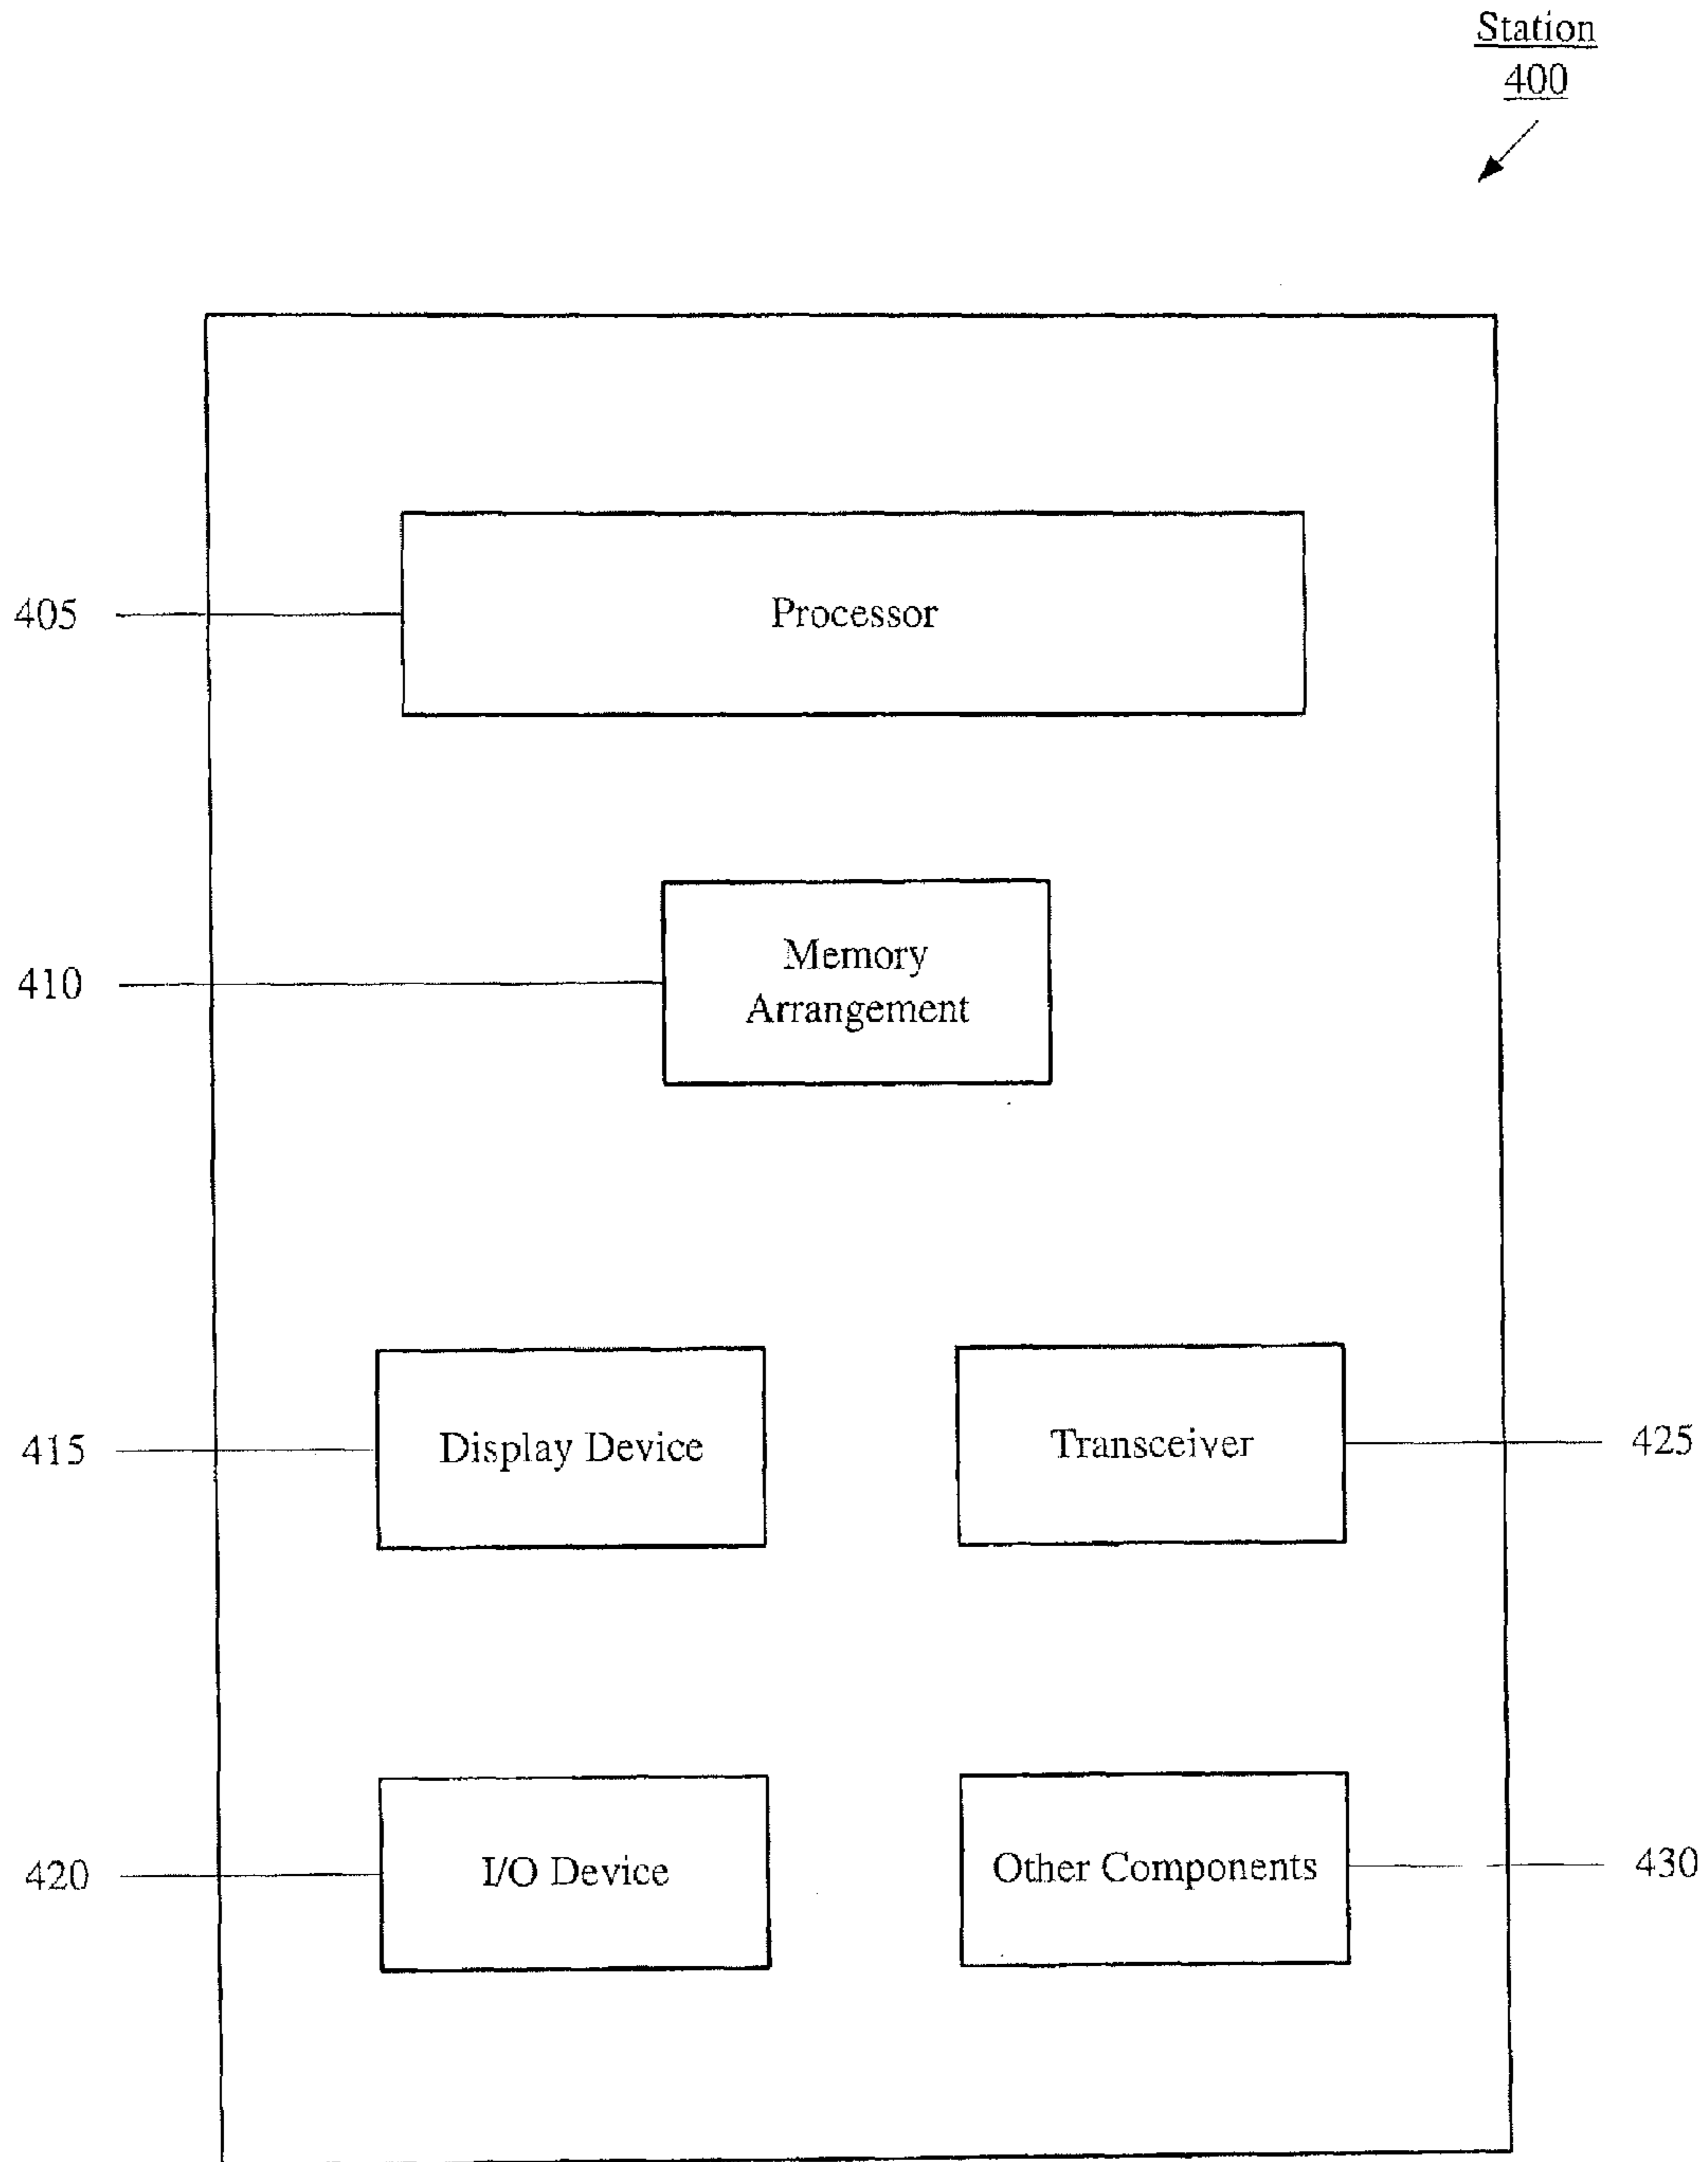 Station
400
405
Processor
410
Memory
Arrangement
415
Display Device
Transceiver
425
420
I/O Device
Other Components
430